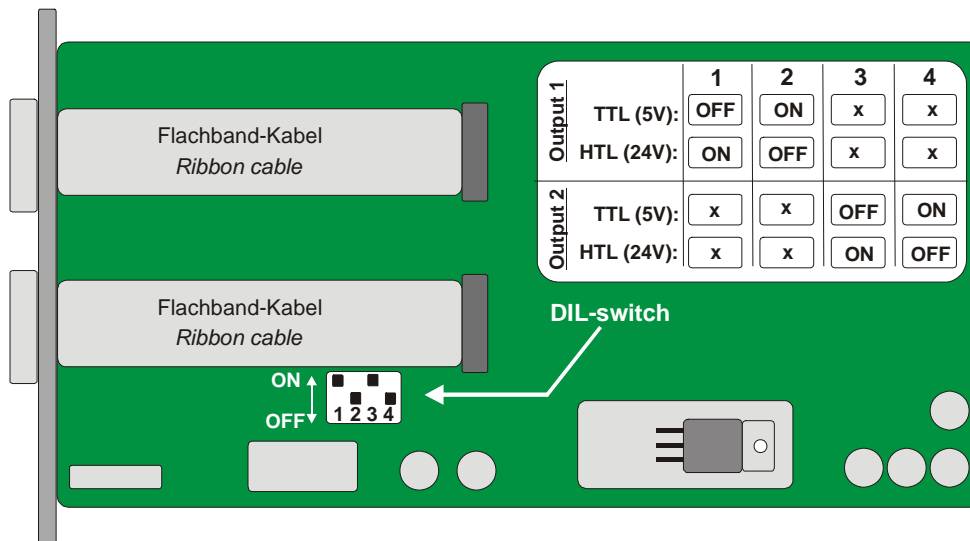 Flachband-Kabel
Ribbon cable
1 2 3 4
Output 1
TTL (5V): OFF ON x x
HTL (24V): ON OFF x x
Output 2
TTL (5V): x x OFF ON
HTL (24V): x x ON OFF
Flachband-Kabel
Ribbon cable
DIL-switch
ON
OFF
1 2 3 4